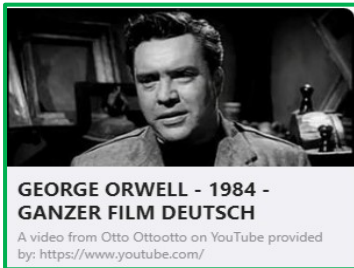 GEORGE ORWELL - 1984 -
GANZER FILM DEUTSCH
A video from Otto Ottootto on YouTube provided
by: https://www.youtube.com/